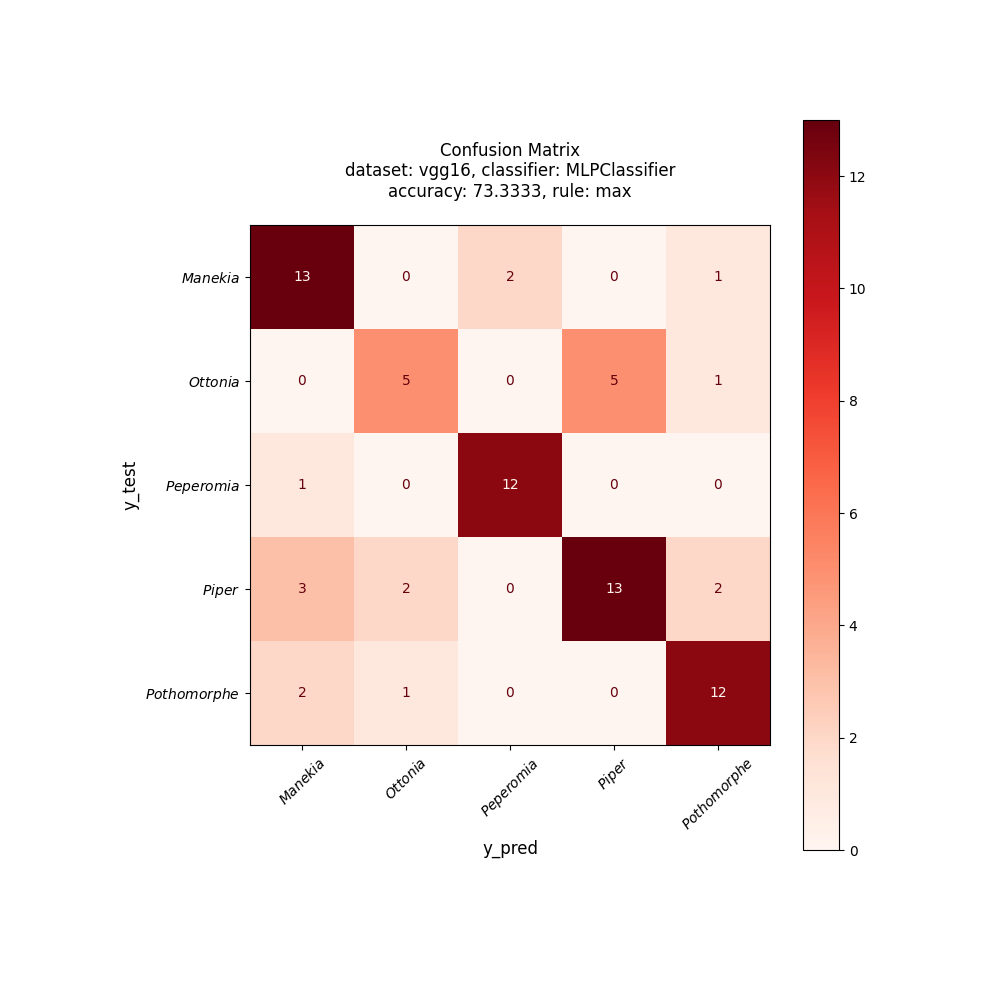 Confusion Matrix
dataset: vgg16, classifier: MLPClassifier
accuracy: 73.3333, rule: max
y_test
Manekia 13 0 2 0 1
Ottonia 0 5 0 5 1
Peperomia 1 0 12 0 0
Piper 3 2 0 13 2
Pothomorphe 2 1 0 0 12
Manekia Ottonia Peperomia Piper Pothomorphe
y_pred
12
10
8
6
4
2
0